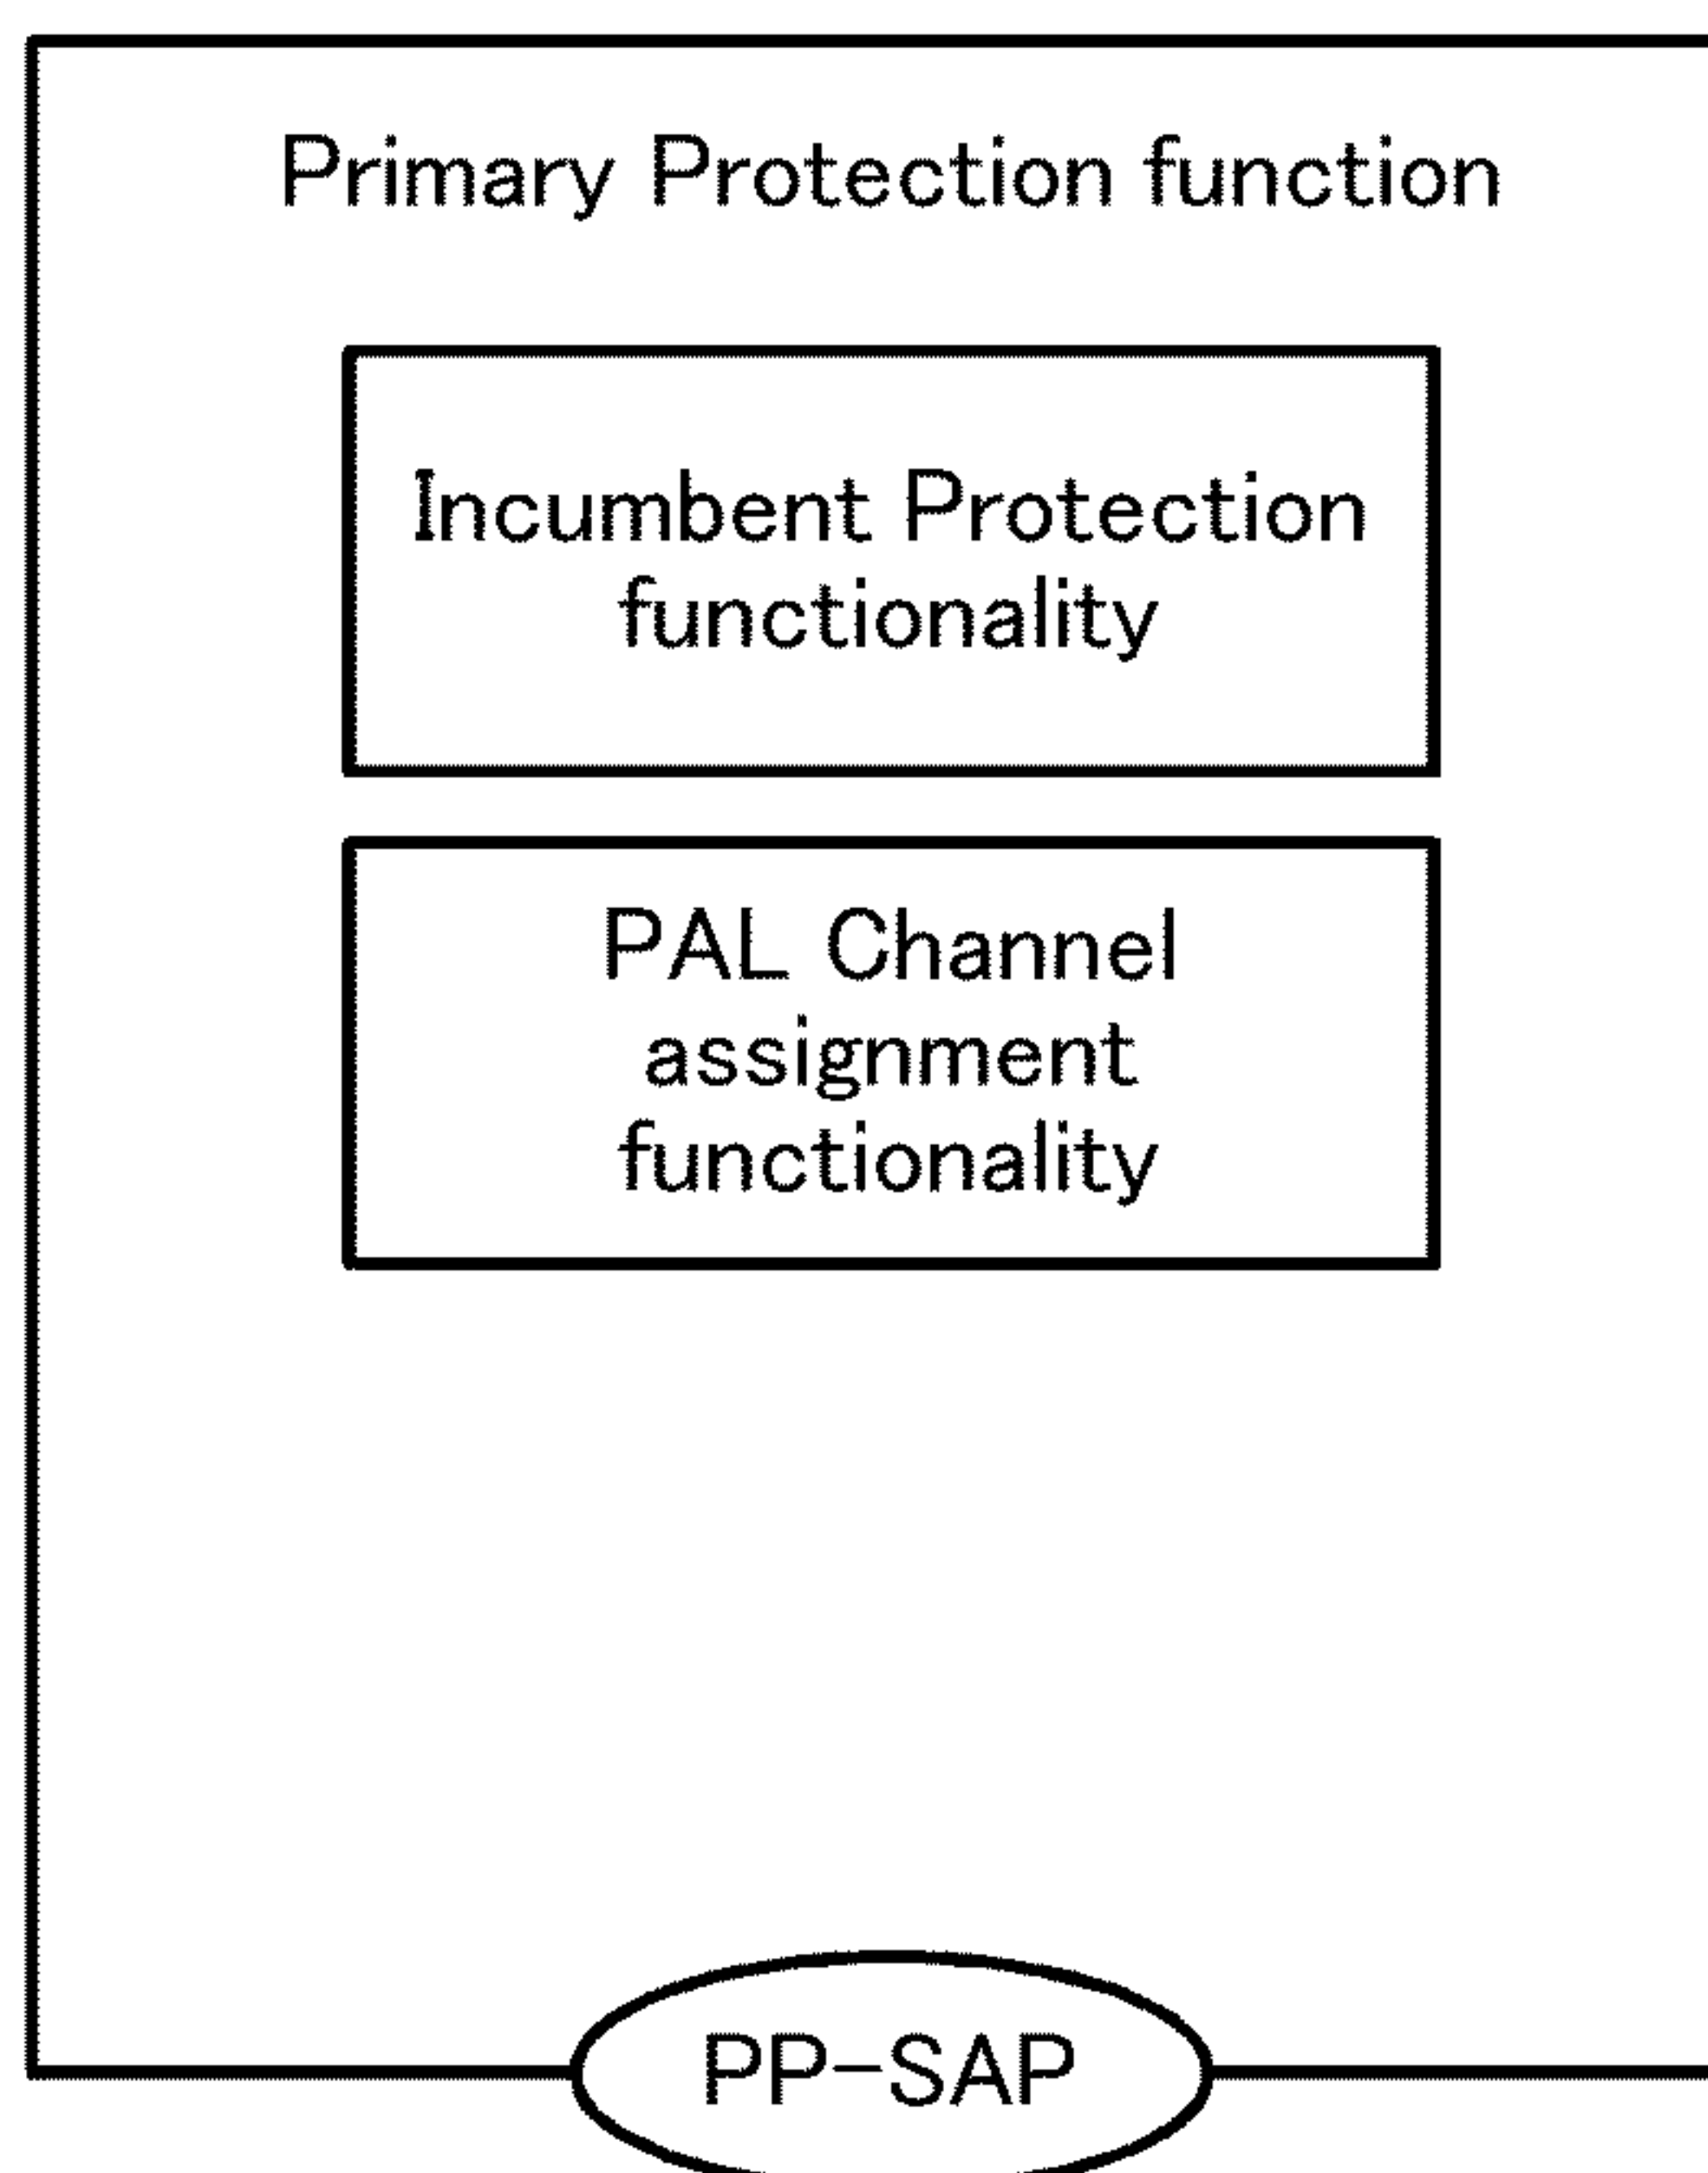 Primary Protection function
Incumbent Protection
functionality
PAL Channel
assignment
functionality
PP-SAP